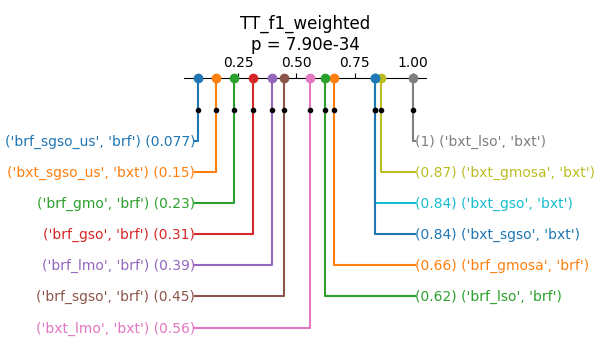 TT_f1_weighted
p = 7.90e-34
0.25 0.50 0.75 1.00
('brf_sgso_us', 'brf') (0.077)
(1) ('bxt_lso', 'bxt')
('bxt_sgso_us', 'bxt') (0.15)
(0.87) ('bxt_gmosa', 'bxt')
('brf_gmo', 'brf') (0.23)
(0.84) ('bxt_gso', 'bxt')
('brf_gso', 'brf') (0.31)
(0.84) ('bxt_sgso', 'bxt')
('brf_lmo', 'brf') (0.39)
(0.66) ('brf_gmosa', 'brf')
('brf_sgso', 'brf') (0.45)
(0.62) ('brf_lso', 'brf')
('bxt_lmo', 'bxt') (0.56)